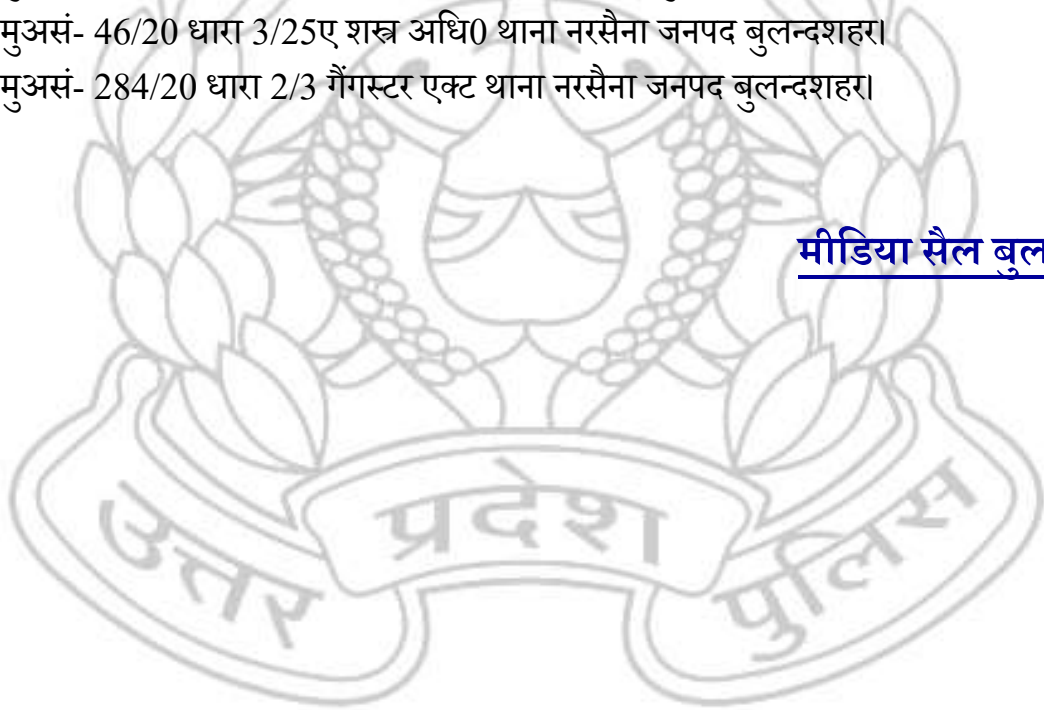 मुअसं- 46/20 धारा 3/25ए शस्त्र अधि0 थाना नरसैना जनपद बुलन्दशहर।
मुअसं- 284/20 धारा 2/3 गैंगस्टर एक्ट थाना नरसैना जनपद बुलन्दशहर।
मीडिया सैल
उत्तर प्रदेश पुलिस